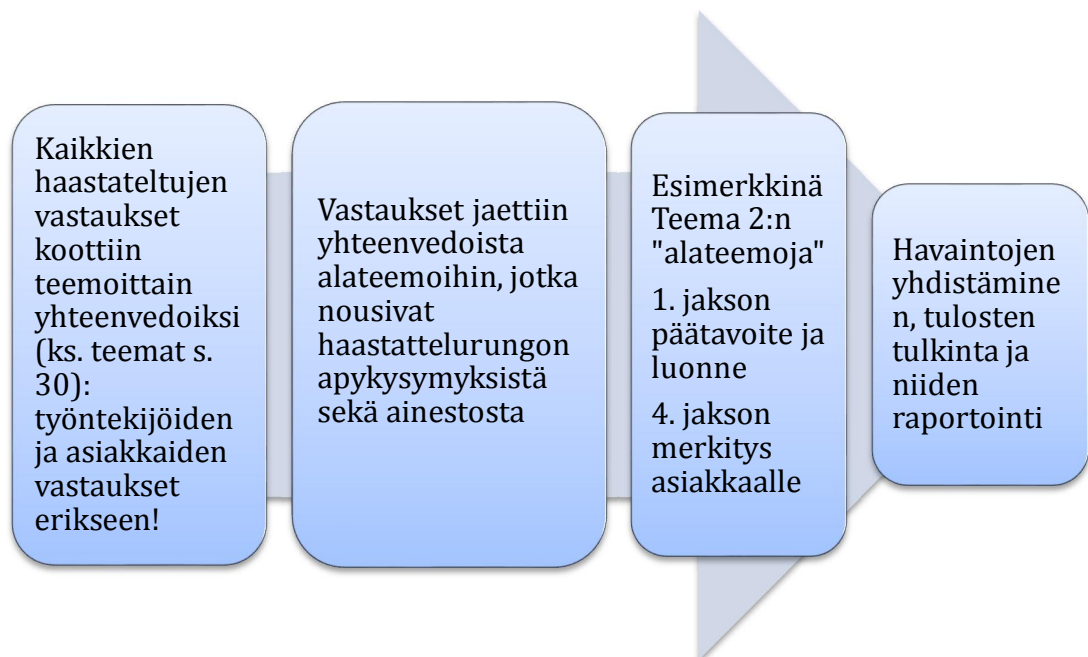 Kaikkien
haastateltujen
vastaukset
koottiin
teemoittain
yhteenvedoiksi
(ks. teemat s.
30):
työntekijöiden
ja asiakkaiden
vastaukset
erikseen!
Vastaukset jaettiin
yhteenvedoista
alateemoihin, jotka
nousivat
haastattelurungon
apykysymyksistä
sekä ainestosta
Esimerkkinä
Teema 2:n
"alateemoja"
1. jakson
päätavoite ja
luonne
4. jakson
merkitys
asiakkaalle
Havaintojen
yhdistämine
n, tulosten
tulkinta ja
niiden
raportointi